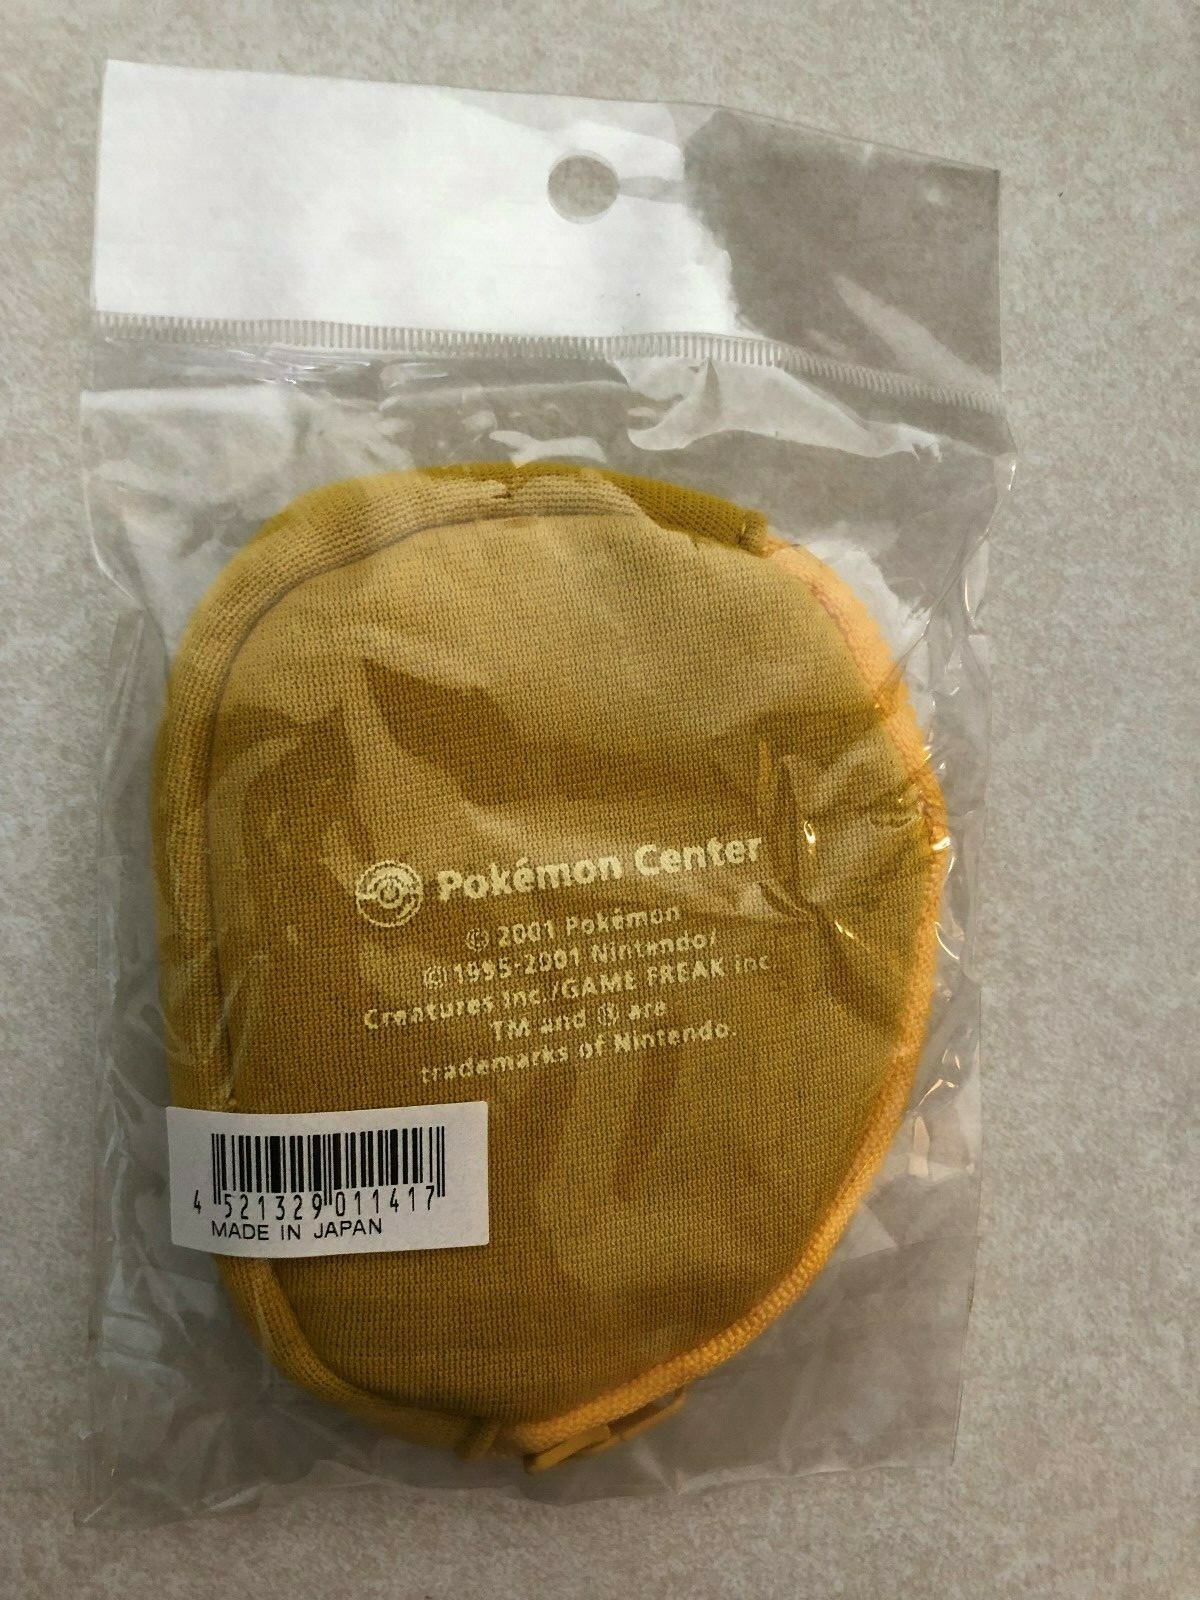 Pokémon Center
© 2001 Pokémon
© 1995-2001 Nintendo/
Creatures inc./GAME FREAK inc
TM and ® are
trademarks of Nintendo.
4 521329 011417
MADE IN JAPAN